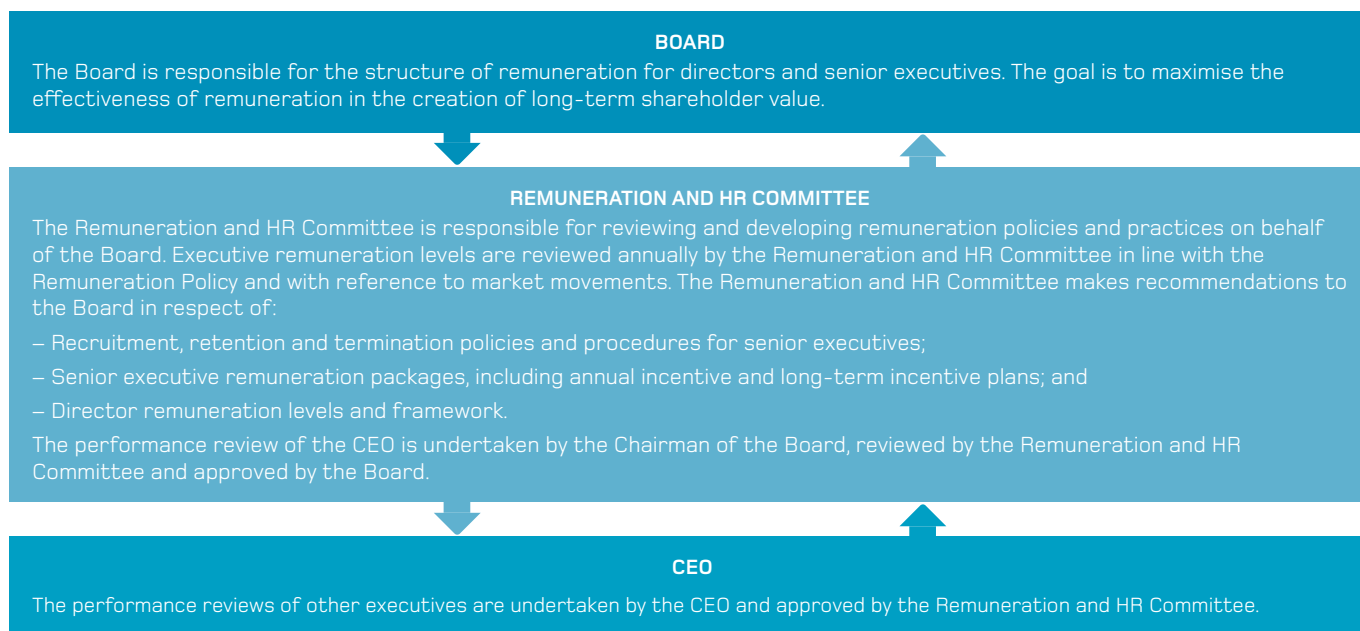 BOARD
The Board is responsible for the structure of remuneration for directors and senior executives. The goal is to maximise the
effectiveness of remuneration in the creation of long-term shareholder value.
REMUNERATION AND HR COMMITTEE
The Remuneration and HR Committee is responsible for reviewing and developing remuneration policies and practices on behalf
of the Board. Executive remuneration levels are reviewed annually by the Remuneration and HR Committee in line with the
Remuneration Policy and with reference to market movements. The Remuneration and HR Committee makes recommendations to
the Board in respect of:
– Recruitment, retention and termination policies and procedures for senior executives;
– Senior executive remuneration packages, including annual incentive and long-term incentive plans; and
– Director remuneration levels and framework.
The performance review of the CEO is undertaken by the Chairman of the Board, reviewed by the Remuneration and HR
Committee and approved by the Board.
CEO
The performance reviews of other executives are undertaken by the CEO and approved by the Remuneration and HR Committee.